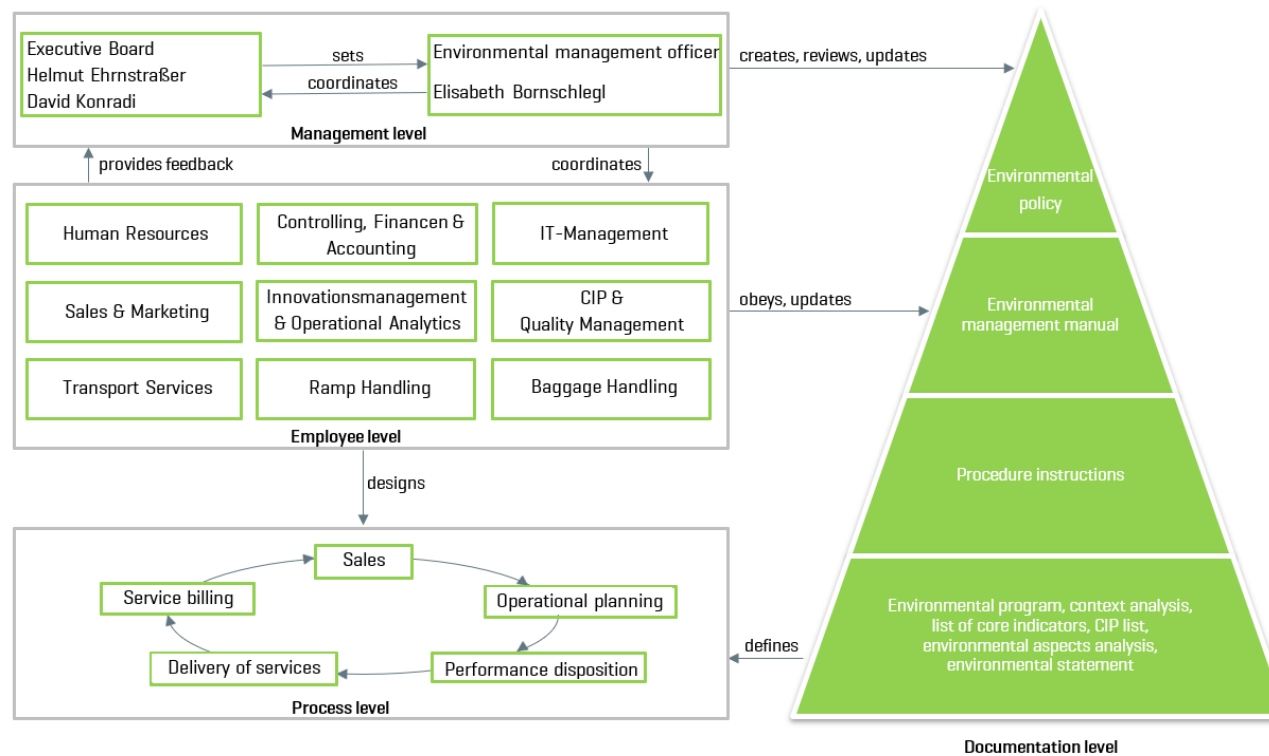 Executive Board
Helmut Ehrnstraßer
David Konradi
sets
coordinates
Environmental management officer
Elisabeth Bornschlegl
Management level
creates, reviews, updates
provides feedback
coordinates
Human Resources
Controlling, Financen &
Accounting
IT-Management
Sales & Marketing
Innovationsmanagement
& Operational Analytics
CIP &
Quality Management
Transport Services
Ramp Handling
Baggage Handling
Employee level
obeys, updates
designs
Sales
Operational planning
Performance disposition
Delivery of services
Service billing
Process level
defines
Environmental
policy
Environmental
management manual
Procedure instructions
Environmental program, context analysis,
list of core indicators, CIP list,
environmental aspects analysis,
environmental statement
Documentation level